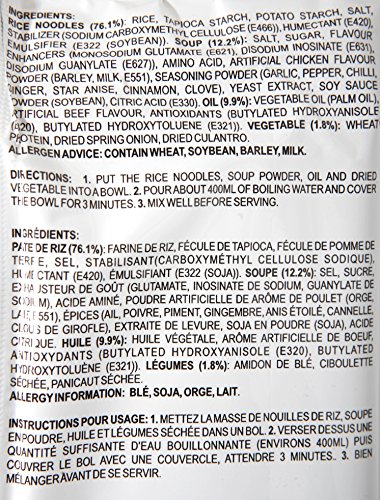 INGREDIENTS:
RICE NOODLES (76.1%): RICE, TAPIOCA STARCH, POTATO STARCH, SALT,
STABILIZER (SODIUM CARBOXYMETHYLCELLULOSE (E466)), HUMECTANT (E420),
EMULSIFIER (E322 (SOYBEAN)). SOUP (12.2%): SALT, SUGAR, FLAVOUR
ENHANCERS (MONOSODIUM GLUTAMATE (E621), DISODIUM INOSINATE (E631),
DISODIUM GUANYLATE (E627)), AMINO ACID, ARTIFICIAL CHICKEN FLAVOUR
POWDER (BARLEY, MILK, E551), SEASONING POWDER (GARLIC, PEPPER, CHILLI,
GINGER, STAR ANISE, CINNAMON, CLOVE), YEAST EXTRACT, SOY SAUCE
POWDER (SOYBEAN), CITRIC ACID (E330). OIL (9.9%): VEGETABLE OIL (PALM OIL),
ARTIFICIAL BEEF FLAVOUR, ANTIOXIDANTS (BUTYLATED HYDROXYANISOLE
(E320), BUTYLATED HYDROXYTOLUENE (E321)). VEGETABLE (1.8%): WHEAT
PROTEIN, DRIED SPRING ONION, DRIED CULANTRO.
ALLERGEN ADVICE: CONTAIN WHEAT, SOYBEAN, BARLEY, MILK.
DIRECTIONS: 1. PUT THE RICE NOODLES, SOUP POWDER, OIL AND DRIED
VEGETABLE INTO A BOWL. 2. POUR ABOUT 400ML OF BOILING WATER AND COVER
THE BOWL FOR 3 MINUTES. 3. MIX WELL BEFORE SERVING.
INGRÉDIENTS:
PATE DE RIZ (76.1%): FARINE DE RIZ, FÉCULE DE TAPIOCA, FÉCULE DE POMME DE
TERRE, SEL, STABILISANT(CARBOXYMÉTHYL CELLULOSE SODIQUE),
HUMECTANT (E420), ÉMULSIFIANT (E322 (SOJA)). SOUPE (12.2%): SEL, SUCRE,
EXHAUSTEUR DE GOÛT (GLUTAMATE, INOSINATE DE SODIUM, GUANYLATE DE
SODIUM), ACIDE AMINÉ, POUDRE ARTIFICIELLE DE ARÔME DE POULET (ORGE,
LAIT, E551), ÉPICES (AIL, POIVRE, PIMENT, GINGEMBRE, ANIS ÉTOILÉ, CANNELLE,
CLOUS DE GIROFLE), EXTRAITE DE LEVURE, SOJA EN POUDRE (SOJA), ACIDE
CITRIQUE. HUILE (9.9%): HUILE VÉGÉTALE, ARÔME ARTIFICIELLE DE BOEUF,
ANTIOXYDANTS (BUTYLATED HYDROXYANISOLE (E320), BUTYLATED
HYDROXYTOLUENE (E321)). LÉGUMES (1.8%): AMIDON DE BLÉ, CIBOULETTE
SÉCHÉE, PANICAUT SÉCHÉ.
ALLERGY INFORMATION: BLÉ, SOJA, ORGE, LAIT.
INSTRUCTIONS POUR USAGE: 1. METTEZ LA MASSE DE NOUILLES DE RIZ, SOUPE
EN POUDRE, HUILE ET LÉGUMES SÉCHÉE DANS UN BOL. 2. VERSER DESSUS UNE
QUANTITÉ SUFFISANTE D'EAU BOUILLONNANTE (ENVIRONS 400ML) PUIS
COUVREZ LE BOL AVEC UNE COUVERCLE, ATTENDRE 3 MINUTES.. 3. BIEN
MÉLANGER AVANT DE SE SERVIR.